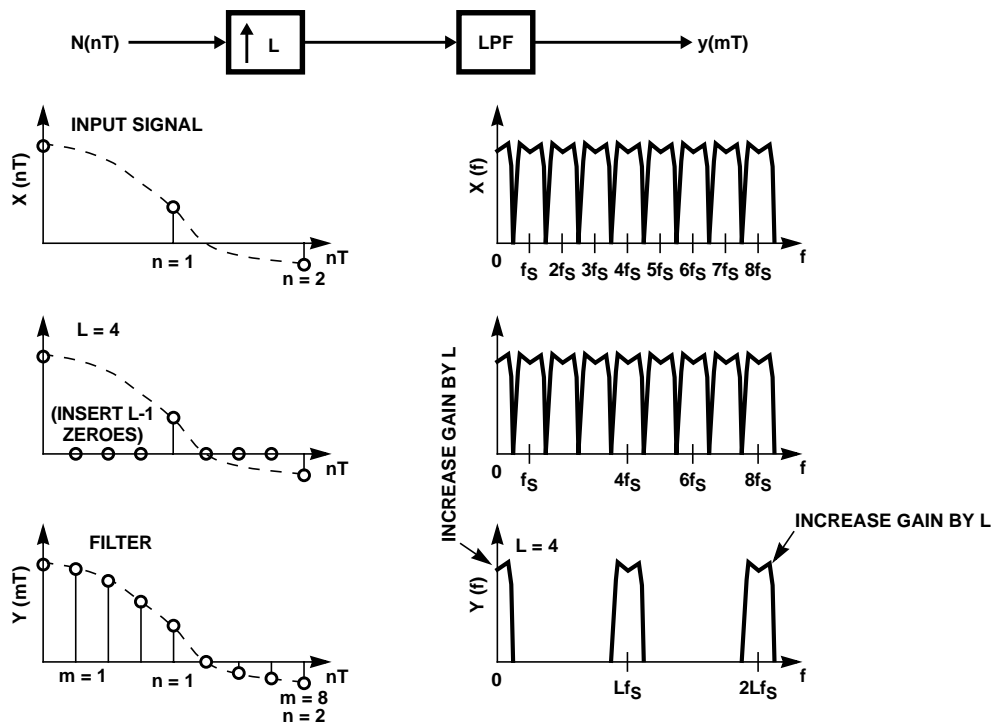 N(nT)
L
LPF
y(mT)
INPUT SIGNAL
X (nT)
nT
n = 1
n = 2
X (f)
0
fS
2fS
3fS
4fS
5fS
6fS
7fS
8fS
f
L = 4
(INSERT L-1
ZEROES)
nT
INCREASE GAIN BY L
0
fS
4fS
6fS
8fS
f
FILTER
Y (mT)
m = 1
n = 1
nT
m = 8
n = 2
INCREASE GAIN BY L
L = 4
Y (f)
0
LfS
2LfS
f